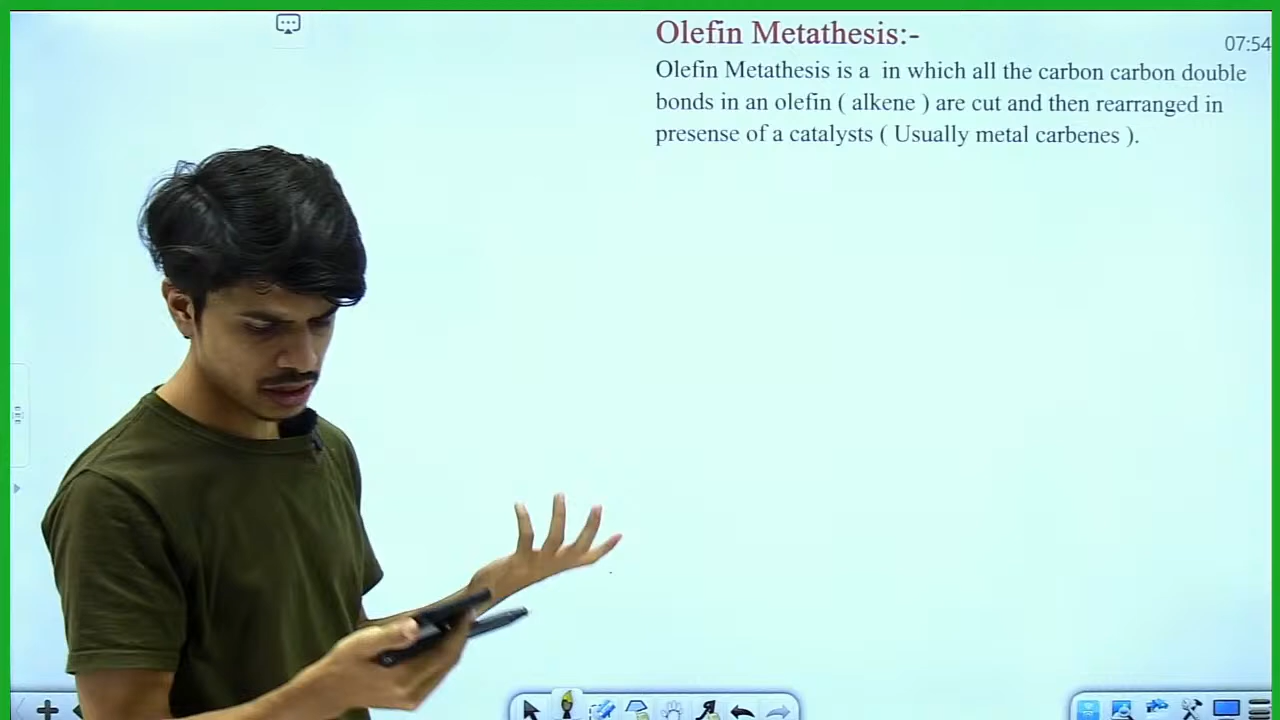 Olefin Metathesis:-
07:54
Olefin Metathesis is a  in which all the carbon carbon double
bonds in an olefin ( alkene ) are cut and then rearranged in
presense of a catalysts ( Usually metal carbenes ).